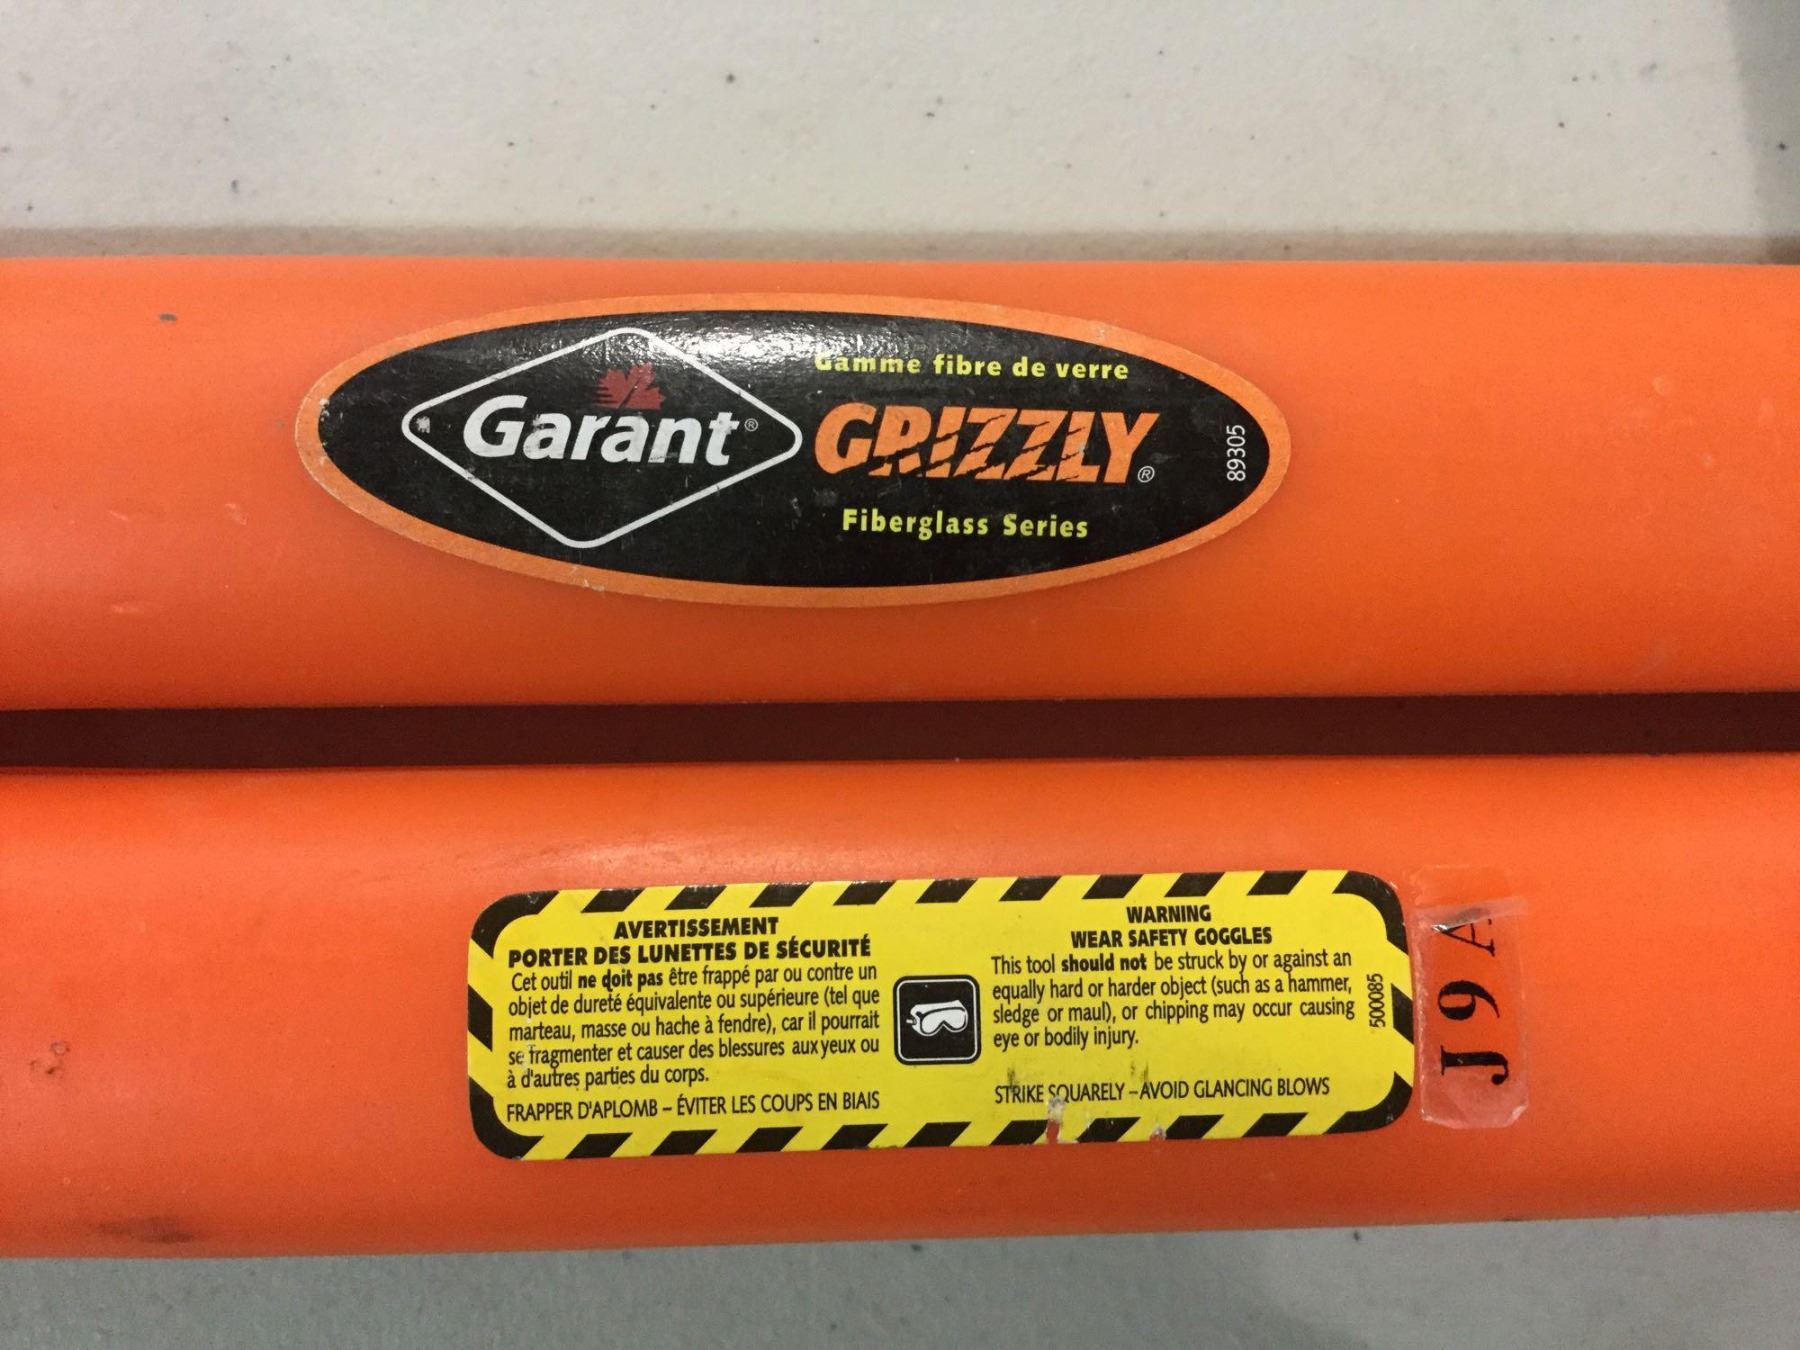 Gamme fibre de verre
Garant®
GRIZZLY®
Fiberglass Series
89305
AVERTISSEMENT
PORTER DES LUNETTES DE SÉCURITÉ
Cet outil ne doit pas être frappé par ou contre un
objet de dureté équivalente ou supérieure (tel que
marteau, masse ou hache à fendre), car il pourrait
se fragmenter et causer des blessures aux yeux ou
à d'autres parties du corps.
FRAPPER D'APLOMB – ÉVITER LES COUPS EN BIAIS
WARNING
WEAR SAFETY GOGGLES
This tool should not be struck by or against an
equally hard or harder object (such as a hammer,
sledge or maul), or chipping may occur causing
eye or bodily injury.
STRIKE SQUARELY – AVOID GLANCING BLOWS
500085
J9A